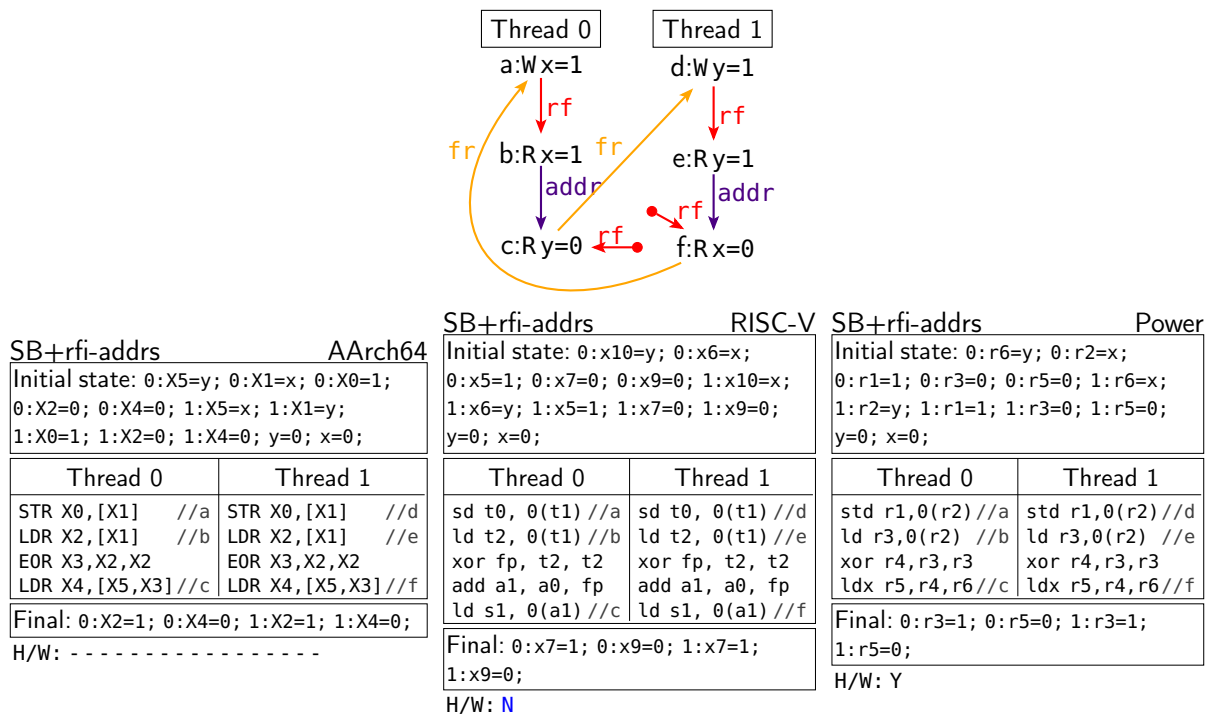 Thread 0 Thread 1
a:W x=1 d:W y=1
rf rf
fr b:R x=1 fr e:R y=1
addr addr
rf
c:R y=0 rf f:R x=0
SB+rfi-addrs AArch64
Initial state: 0:X5=y; 0:X1=x; 0:X0=1;
0:X2=0; 0:X4=0; 1:X5=x; 1:X1=y;
1:X0=1; 1:X2=0; 1:X4=0; y=0; x=0;
Thread 0 Thread 1
STR X0,[X1] //a STR X0,[X1] //d
LDR X2,[X1] //b LDR X2,[X1] //e
EOR X3,X2,X2 EOR X3,X2,X2
LDR X4,[X5,X3]//c LDR X4,[X5,X3]//f
Final: 0:X2=1; 0:X4=0; 1:X2=1; 1:X4=0;
H/W: - - - - - - - - - - - - - - - - -
SB+rfi-addrs RISC-V
Initial state: 0:x10=y; 0:x6=x;
0:x5=1; 0:x7=0; 0:x9=0; 1:x10=x;
1:x6=y; 1:x5=1; 1:x7=0; 1:x9=0;
y=0; x=0;
Thread 0 Thread 1
sd t0, 0(t1)//a sd t0, 0(t1)//d
ld t2, 0(t1)//b ld t2, 0(t1)//e
xor fp, t2, t2 xor fp, t2, t2
add a1, a0, fp add a1, a0, fp
ld s1, 0(a1)//c ld s1, 0(a1)//f
Final: 0:x7=1; 0:x9=0; 1:x7=1;
1:x9=0;
H/W: N
SB+rfi-addrs Power
Initial state: 0:r6=y; 0:r2=x;
0:r1=1; 0:r3=0; 0:r5=0; 1:r6=x;
1:r2=y; 1:r1=1; 1:r3=0; 1:r5=0;
y=0; x=0;
Thread 0 Thread 1
std r1,0(r2)//a std r1,0(r2)//d
ld r3,0(r2) //b ld r3,0(r2) //e
xor r4,r3,r3 xor r4,r3,r3
ldx r5,r4,r6//c ldx r5,r4,r6//f
Final: 0:r3=1; 0:r5=0; 1:r3=1;
1:r5=0;
H/W: Y